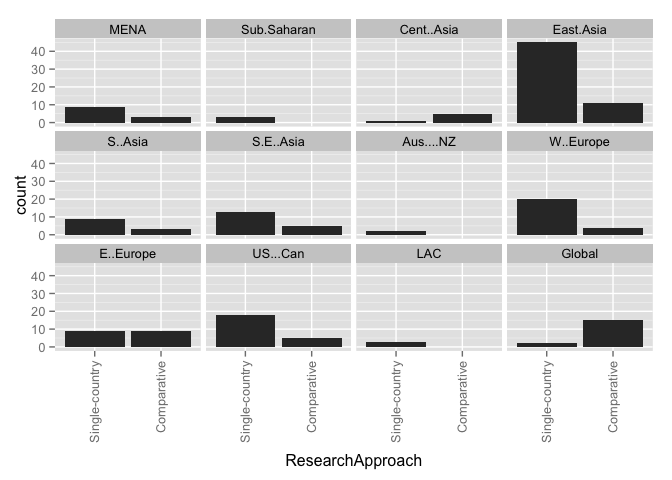 MENA Sub.Saharan Cent..Asia East.Asia
40
30
20
10
0
S..Asia S.E..Asia Aus....NZ W..Europe
40
30
20
10
0
E..Europe US...Can LAC Global
40
30
20
10
0
count
Single-country Comparative Single-country Comparative Single-country Comparative Single-country Comparative
ResearchApproach